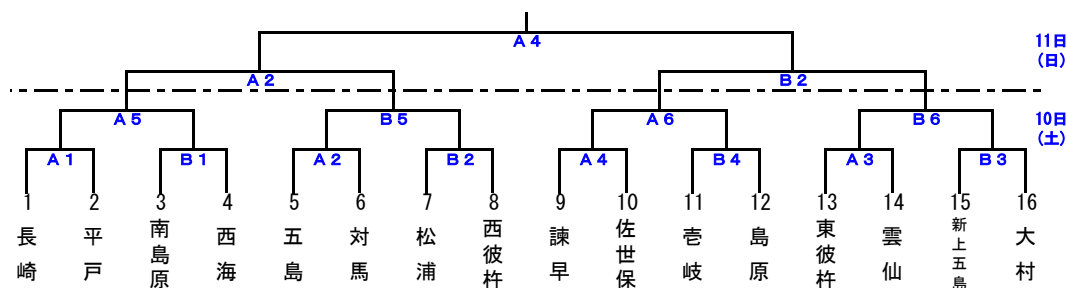 A4
11日
(日)
A2
B2
A5
B5
A6
B6
10日
(土)
A1
B1
A2
B2
A4
B4
A3
B3
1
2
3
4
5
6
7
8
9
10
11
12
13
14
15
16
長崎
平戸
南島原
西海
五島
対馬
松浦
西彼杵
諫早
佐世保
壱岐
島原
東彼杵
雲仙
新上五島
大村